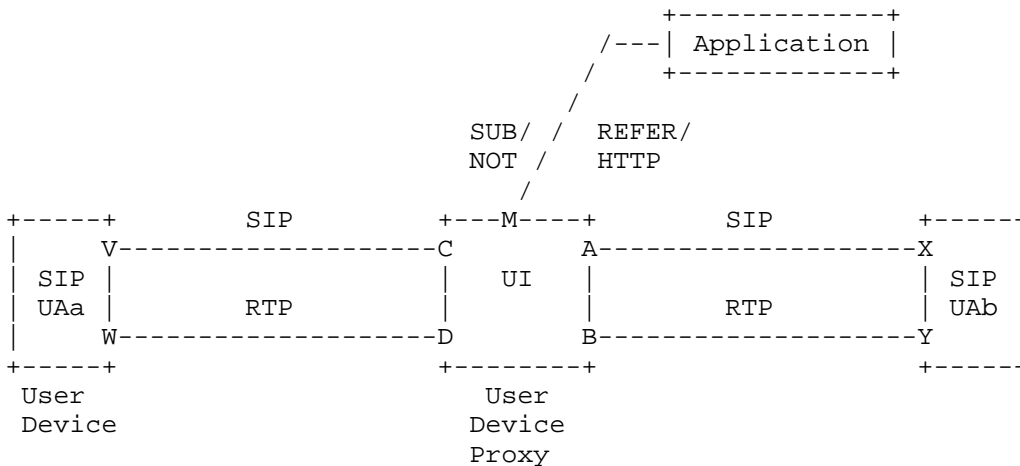 +-------------+
/---| Application |
/ +-------------+
/
SUB/ / REFER/
NOT / HTTP
/
+-----+ SIP +---M----+ SIP +------
| V--------------------C A--------------------X
| SIP | | UI | | SIP
| UAa | RTP | | RTP | UAb
| W--------------------D B--------------------Y
+-----+ +--------+ +------
User User
Device Device
Proxy